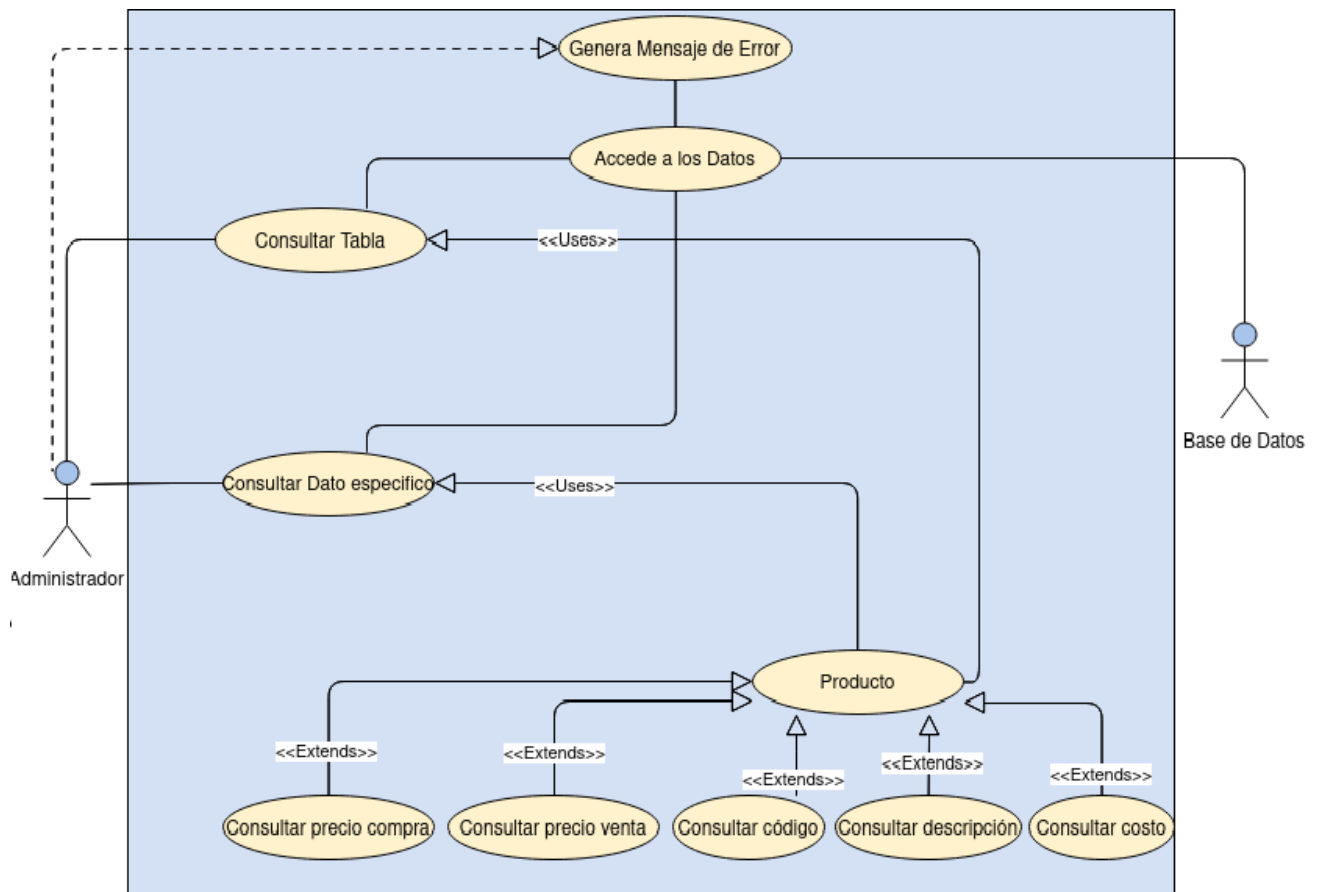 Genera Mensaje de Error
Accede a los Datos
Consultar Tabla
<<Uses>>
Base de Datos
Consultar Dato especifico
<<Uses>>
Administrador
Producto
<<Extends>>
<<Extends>>
<<Extends>>
<<Extends>>
<<Extends>>
Consultar precio compra
Consultar precio venta
Consultar código
Consultar descripción
Consultar costo